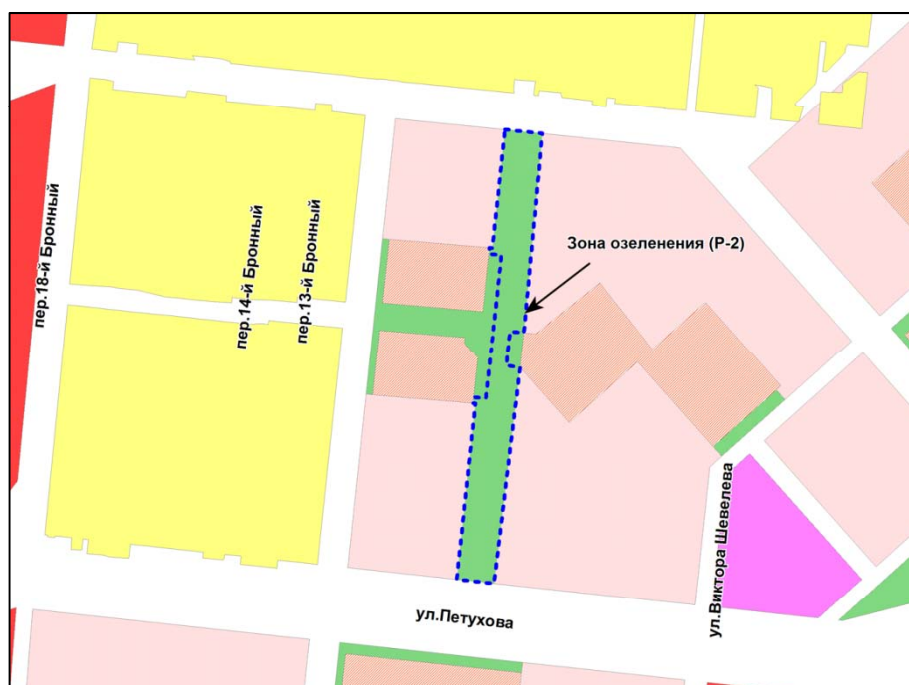 Зона озеленения (Р-2)
пер.18-й Бронный
пер.14-й Бронный
пер.13-й Бронный
ул.Виктора Шевелева
ул.Петухова